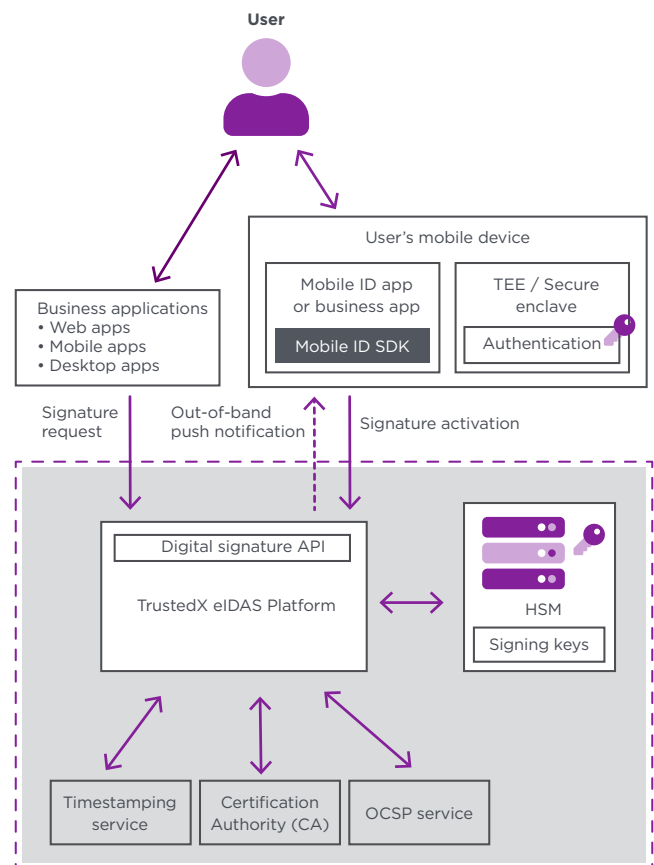 User
User's mobile device
Mobile ID app
or business app
Mobile ID SDK
TEE / Secure
enclave
Authentication
Business applications
• Web apps
• Mobile apps
• Desktop apps
Signature
request
Out-of-band
push notification
Signature activation
Digital signature API
TrustedX eIDAS Platform
HSM
Signing keys
Timestamping
service
Certification
Authority (CA)
OCSP service